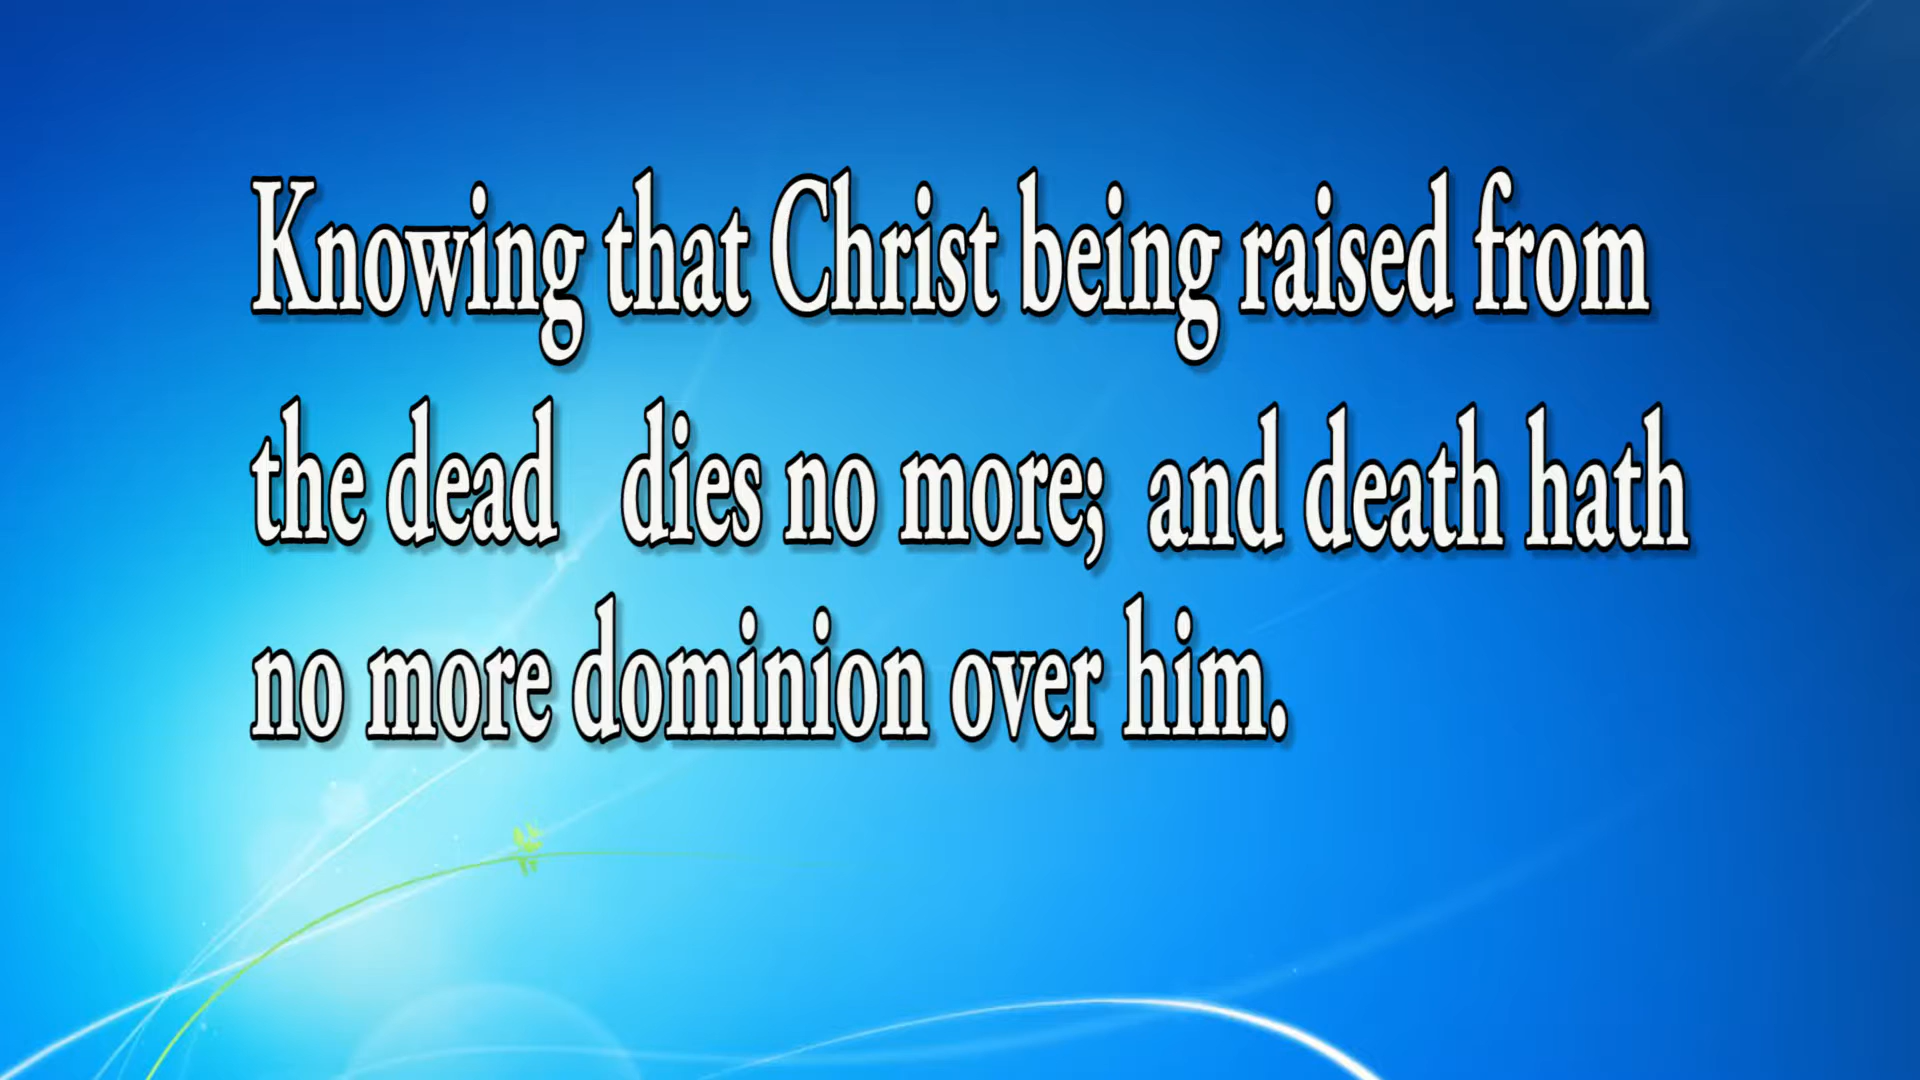 Knowing that Christ being raised from
the dead dies no more; and death hath
no more dominion over him.